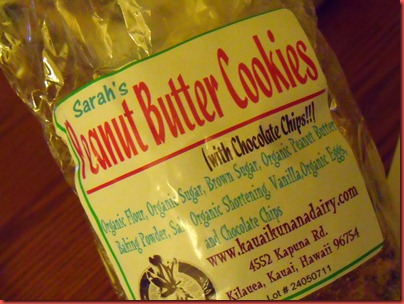 Sarah's
Peanut Butter Cookies
(with Chocolate Chips!!!)
Organic Flour, Organic Sugar, Brown Sugar, Organic Peanut Butter,
Baking Powder, Organic Shortening, Vanilla, Organic Eggs,
and Chocolate Chips
www.kauaikunanadairy.com
4552 Kapuna Rd.
Kilauea, Kauai, Hawaii 96754
Lot # 24050711